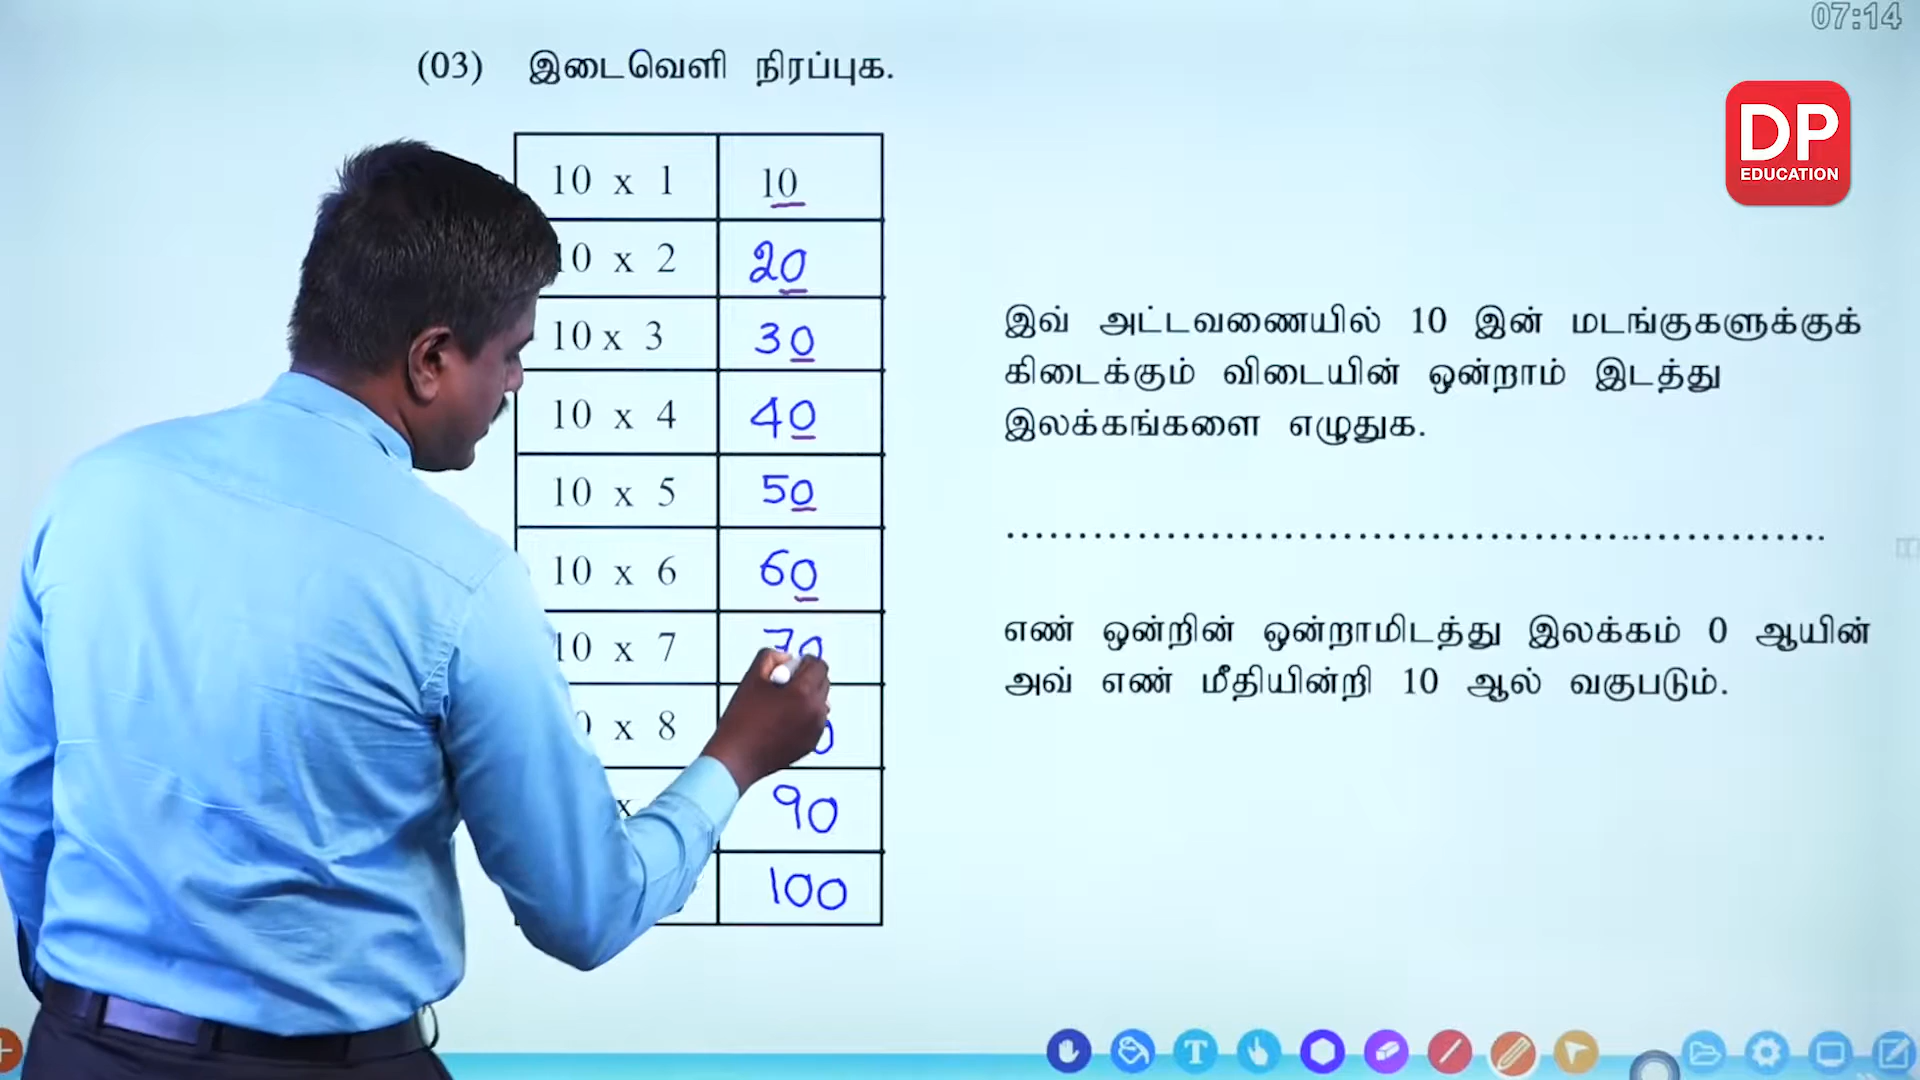 07:14
(03) இடைவெளி நிரப்புக.
DP
EDUCATION
10 x 1 10
10 x 2 20
10 x 3 30
10 x 4 40
10 x 5 50
10 x 6 60
10 x 7 70
x 8
x 90
100
இவ் அட்டவணையில் 10 இன் மடங்குகளுக்குக்
கிடைக்கும் விடையின் ஒன்றாம் இடத்து
இலக்கங்களை எழுதுக.
எண் ஒன்றின் ஒன்றாமிடத்து இலக்கம் 0 ஆயின்
அவ் எண் மீதியின்றி 10 ஆல் வகுபடும்.
T